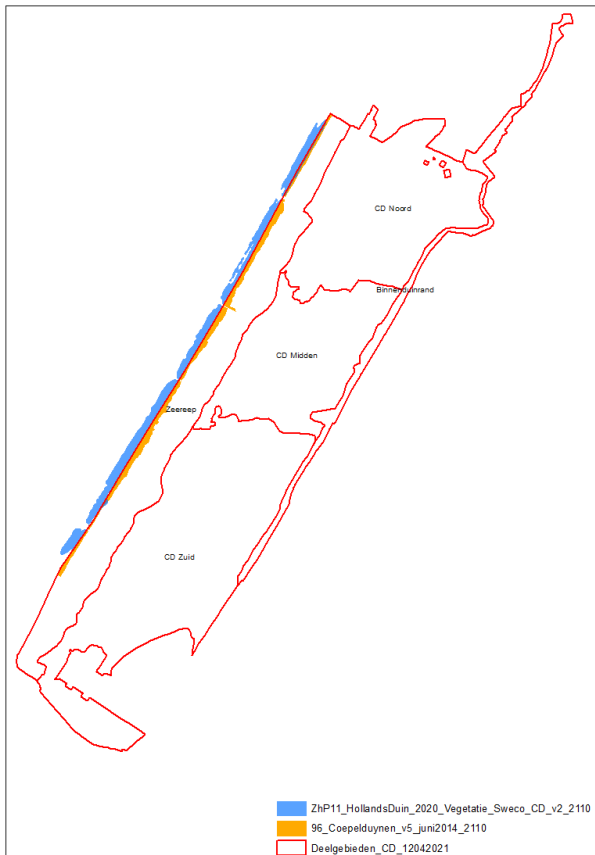 CD Noord
Binnenduinrand
CD Midden
Zeereep
CD Zuid
ZhP11_HollandsDuin_2020_Vegetatie_Sweco_CD_v2_2110
96_Coepelduynen_v5_juni2014_2110
Deelgebieden_CD_12042021